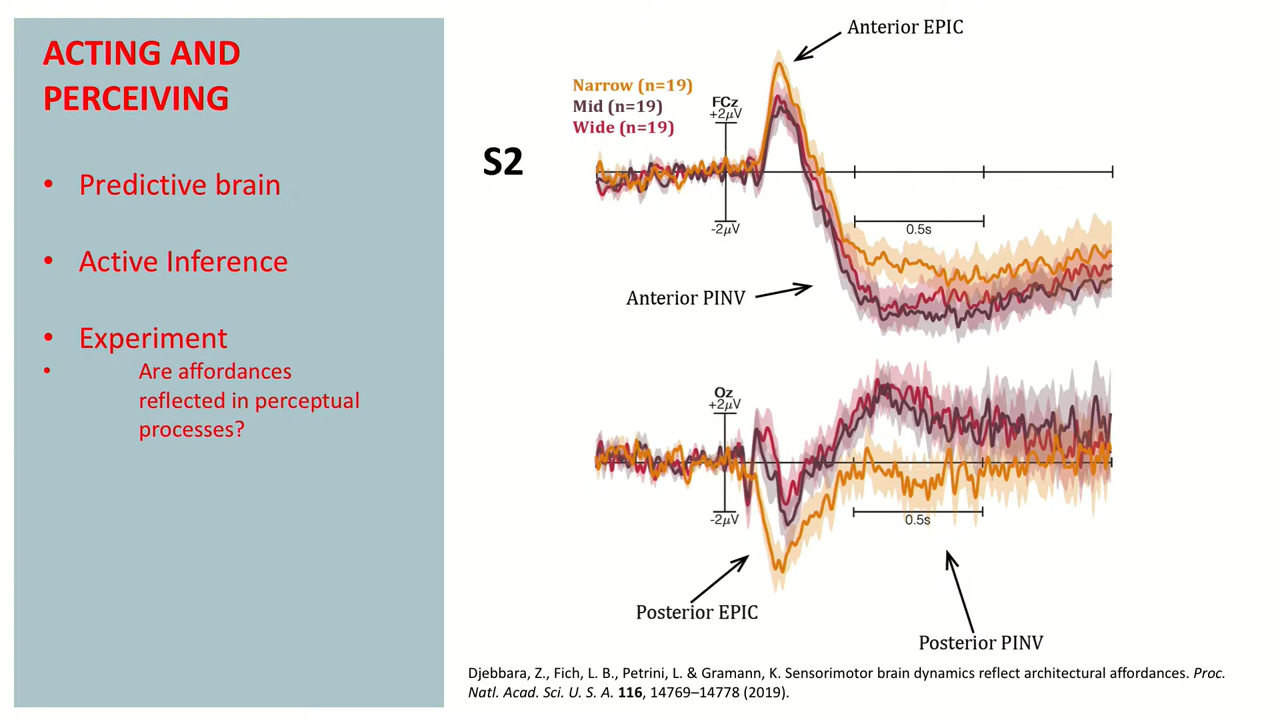 ACTING AND
PERCEIVING
• Predictive brain
• Active Inference
• Experiment
• Are affordances
reflected in perceptual
processes?
S2
Narrow (n=19)
Mid (n=19)
Wide (n=19)
Anterior EPIC
FCz
+2μV
-2μV
0.5s
Anterior PINV
Oz
+2μV
-2μV
0.5s
Posterior EPIC
Posterior PINV
Djebbara, Z., Fich, L. B., Petrini, L. & Gramann, K. Sensorimotor brain dynamics reflect architectural affordances. Proc.
Natl. Acad. Sci. U. S. A. 116, 14769–14778 (2019).